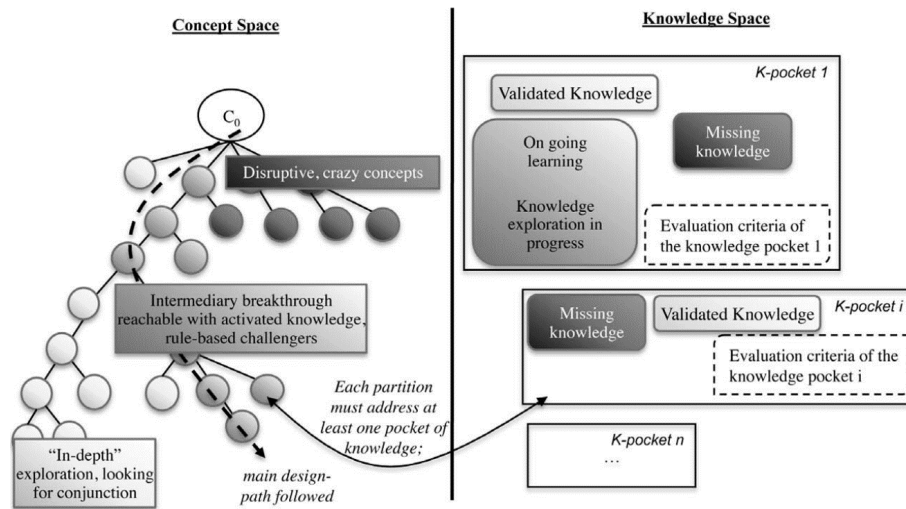 Concept Space
C0
Disruptive, crazy concepts
Intermediary breakthrough
reachable with activated knowledge,
rule-based challengers
Each partition
must address at
least one pocket of
knowledge;
"In-depth"
exploration, looking
for conjunction
main design-
path followed
Knowledge Space
K-pocket 1
Validated Knowledge
On going
learning
Knowledge
exploration in
progress
Missing
knowledge
Evaluation criteria of
the knowledge pocket 1
K-pocket i
Missing
knowledge
Validated Knowledge
Evaluation criteria of the
knowledge pocket i
K-pocket n
...